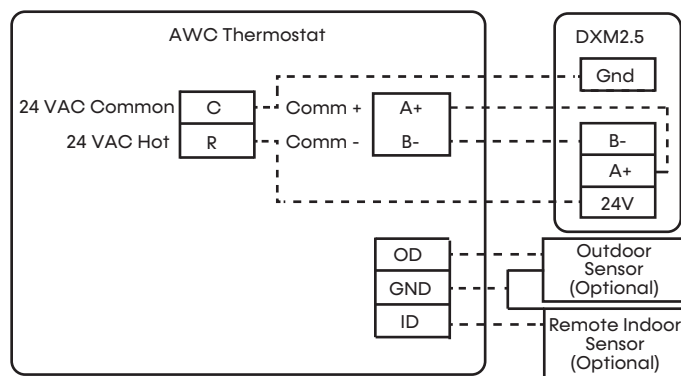 AWC Thermostat
DXM2.5
Gnd
24 VAC Common
C
Comm +
A+
24 VAC Hot
R
Comm -
B-
B-
A+
24V
OD
Outdoor
Sensor
(Optional)
GND
ID
Remote Indoor
Sensor
(Optional)